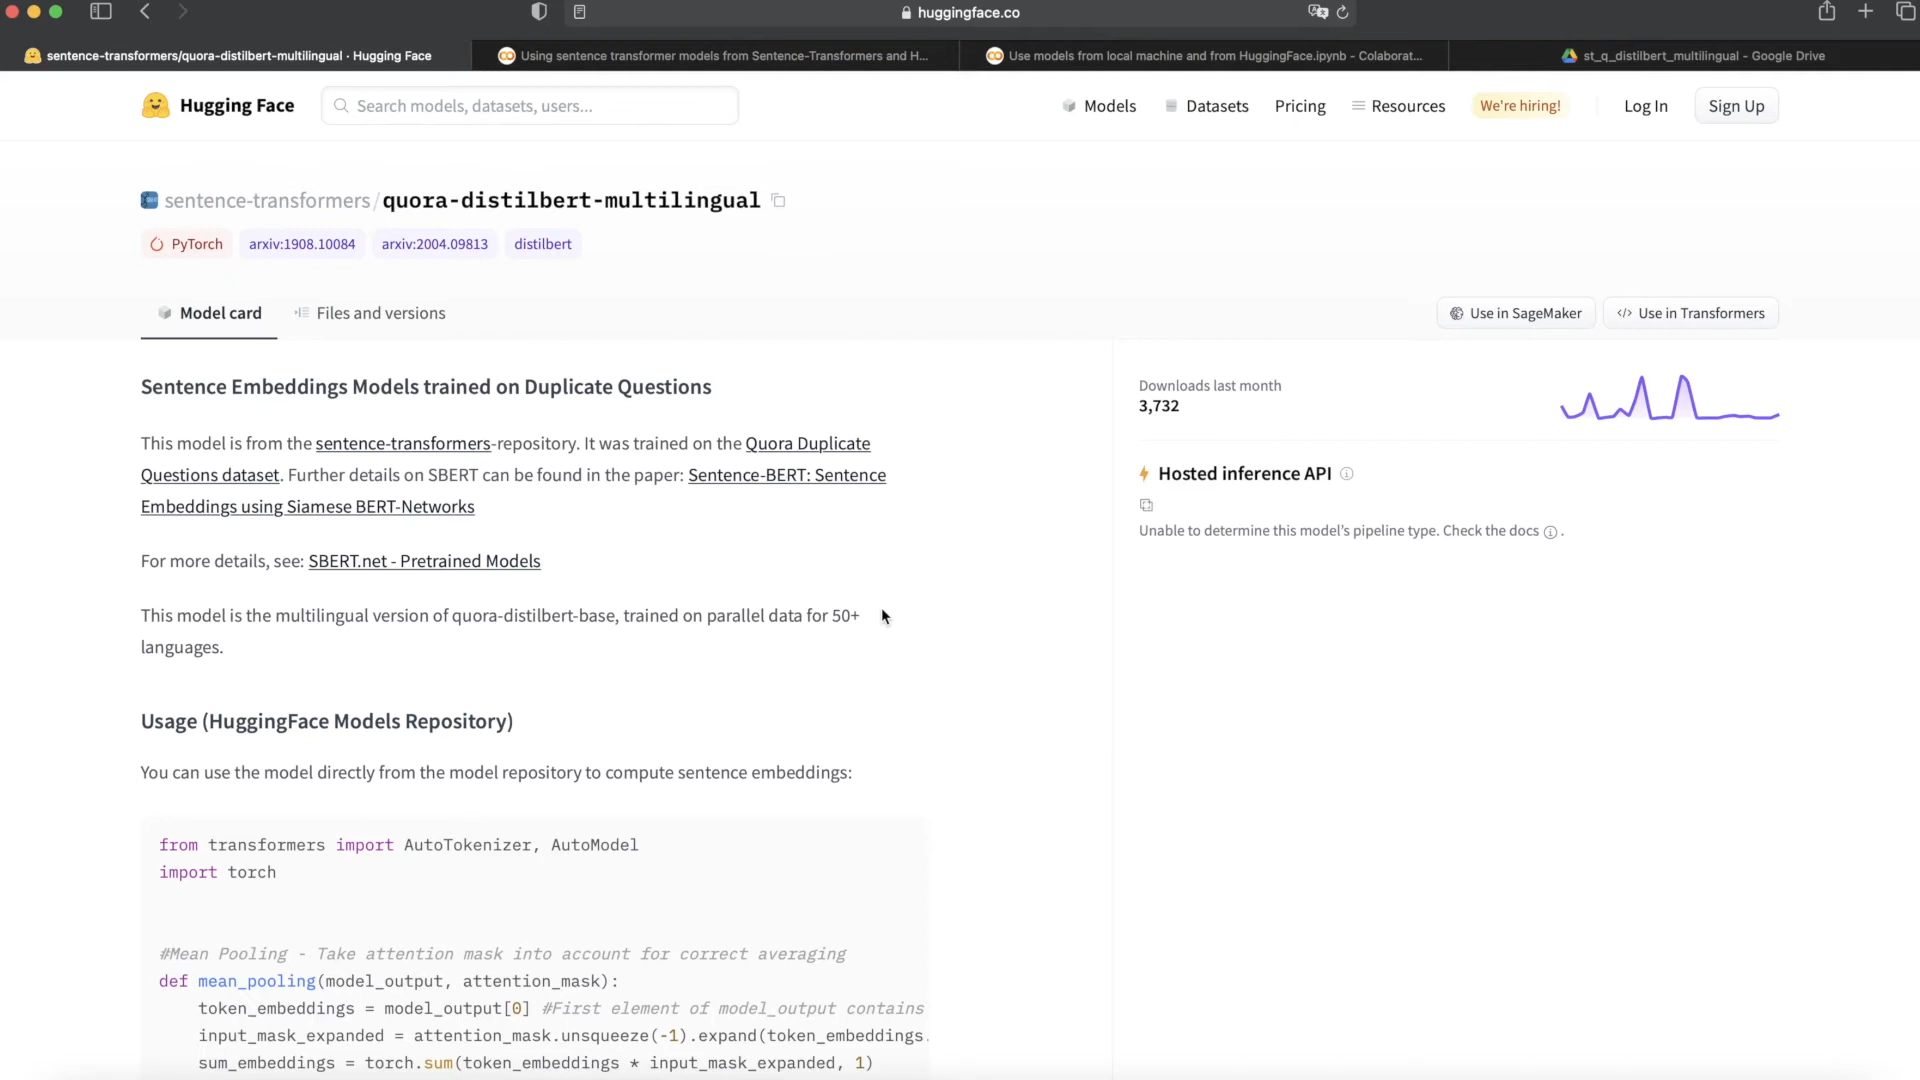 huggingface.co
sentence-transformers/quora-distilbert-multilingual · Hugging Face
Using sentence transformer models from Sentence-Transformers and H...
Use models from local machine and from HuggingFace.ipynb - Colaborat...
st_q_distilbert_multilingual - Google Drive
Hugging Face
Search models, datasets, users...
Models
Datasets
Pricing
Resources
We're hiring!
Log In
Sign Up
sentence-transformers/quora-distilbert-multilingual
PyTorch
arxiv:1908.10084
arxiv:2004.09813
distilbert
Model card
Files and versions
Use in SageMaker
</> Use in Transformers
Sentence Embeddings Models trained on Duplicate Questions
This model is from the sentence-transformers-repository. It was trained on the Quora Duplicate
Questions dataset. Further details on SBERT can be found in the paper: Sentence-BERT: Sentence
Embeddings using Siamese BERT-Networks
For more details, see: SBERT.net - Pretrained Models
This model is the multilingual version of quora-distilbert-base, trained on parallel data for 50+
languages.
Usage (HuggingFace Models Repository)
You can use the model directly from the model repository to compute sentence embeddings:
from transformers import AutoTokenizer, AutoModel
import torch
#Mean Pooling - Take attention mask into account for correct averaging
def mean_pooling(model_output, attention_mask):
token_embeddings = model_output[0] #First element of model_output contains
input_mask_expanded = attention_mask.unsqueeze(-1).expand(token_embeddings.
sum_embeddings = torch.sum(token_embeddings * input_mask_expanded, 1)
Downloads last month
3,732
Hosted inference API
Unable to determine this model's pipeline type. Check the docs .